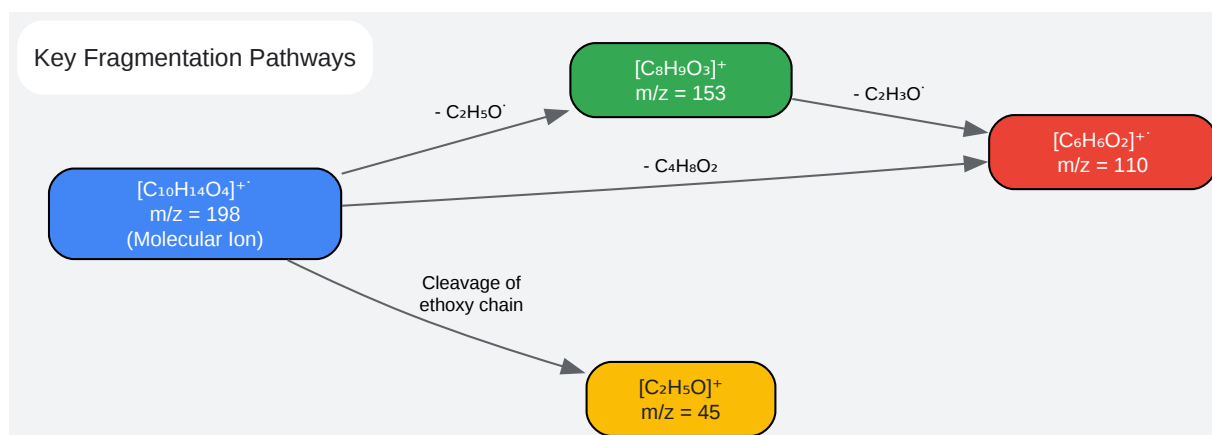 Key Fragmentation Pathways
[C₈H₉O₃]⁺
m/z = 153
- C₂H₅O˙
- C₂H₃O˙
[C₆H₆O₂]⁺˙
m/z = 110
- C₄H₈O₂
[C₁₀H₁₄O₄]⁺˙
m/z = 198
(Molecular Ion)
Cleavage of
ethoxy chain
[C₂H₅O]⁺
m/z = 45